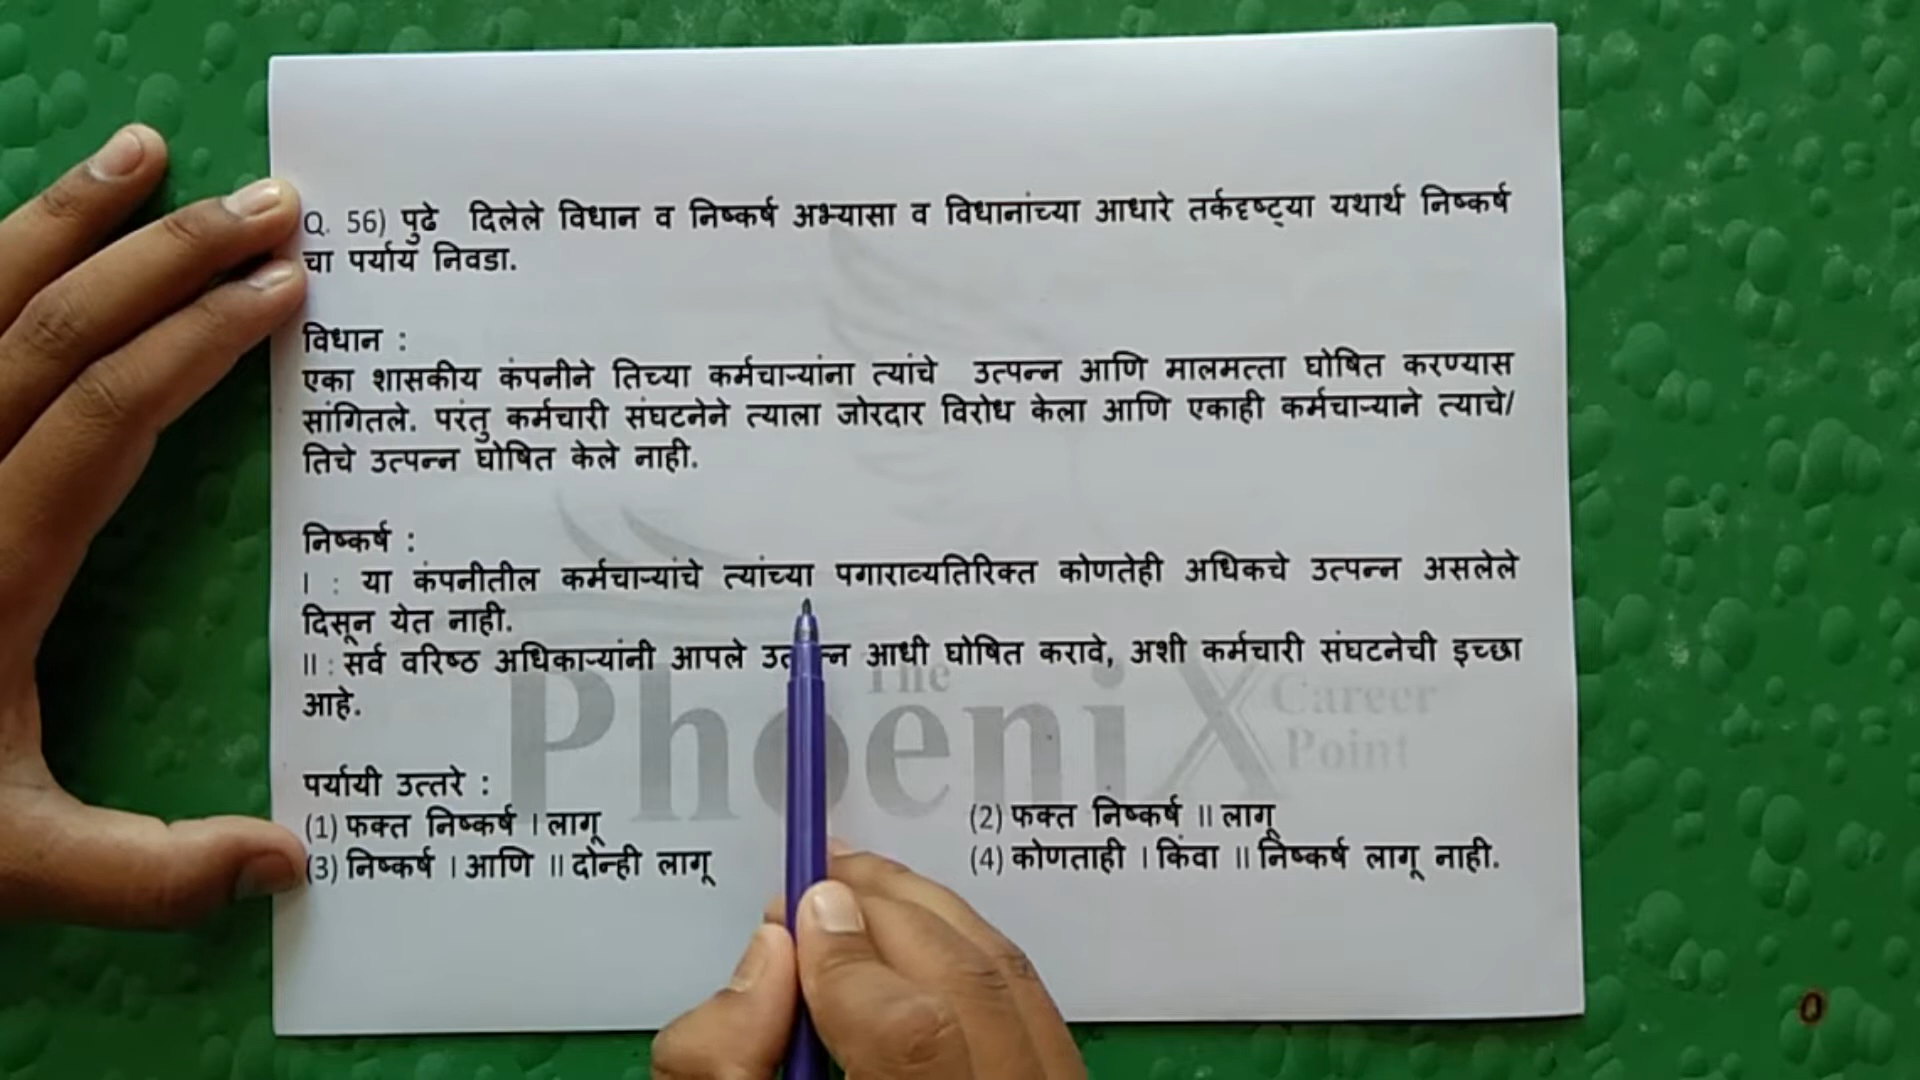 Q. 56) पुढे दिलेले विधान व निष्कर्ष अभ्यासा व विधानांच्या आधारे तर्कदृष्ट्या यथार्थ निष्कर्ष
चा पर्याय निवडा.
विधान :
एका शासकीय कंपनीने तिच्या कर्मचाऱ्यांना त्यांचे उत्पन्न आणि मालमत्ता घोषित करण्यास
सांगितले. परंतु कर्मचारी संघटनेने त्याला जोरदार विरोध केला आणि एकाही कर्मचाऱ्याने त्याचे/
तिचे उत्पन्न घोषित केले नाही.
निष्कर्ष :
I : या कंपनीतील कर्मचाऱ्यांचे त्यांच्या पगाराव्यतिरिक्त कोणतेही अधिकचे उत्पन्न असलेले
दिसून येत नाही.
II : सर्व वरिष्ठ अधिकाऱ्यांनी आपले उत्पन्न आधी घोषित करावे, अशी कर्मचारी संघटनेची इच्छा
आहे.
The
PhoeniX
Career
Point
पर्यायी उत्तरे :
(1) फक्त निष्कर्ष I लागू (2) फक्त निष्कर्ष II लागू
(3) निष्कर्ष I आणि II दोन्ही लागू (4) कोणताही I किंवा II निष्कर्ष लागू नाही.